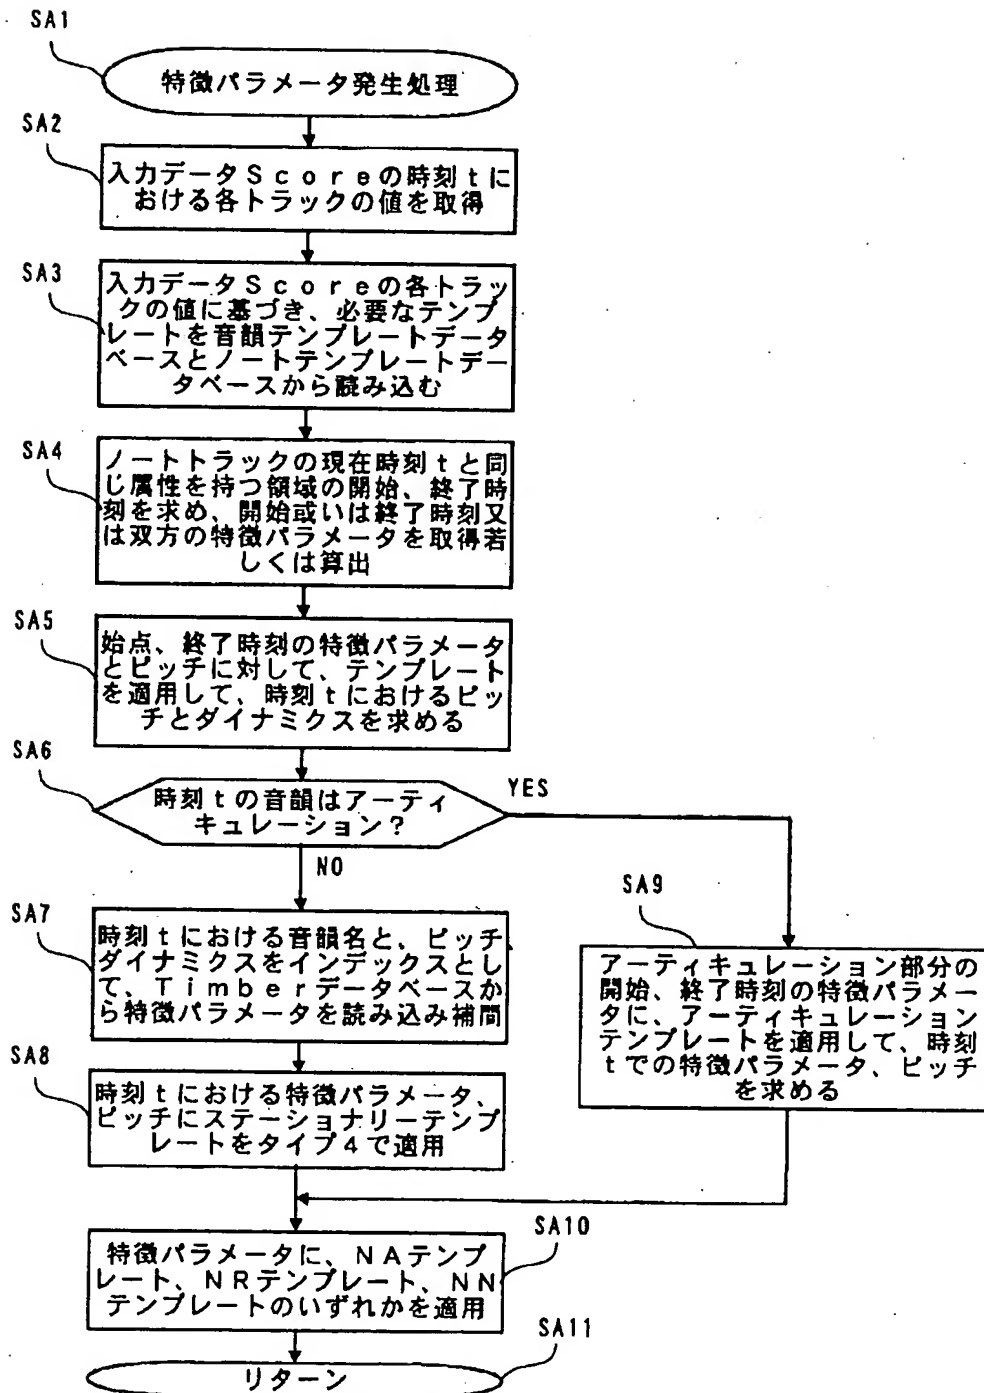 SA1
特徴パラメータ発生処理
SA2
入力データＳｃｏｒｅの時刻ｔに
おける各トラックの値を取得
SA3
入力データＳｃｏｒｅの各トラッ
クの値に基づき、必要なテンプ
レートを音韻テンプレートデータ
ベースとノートテンプレートデー
タベースから読み込む
SA4
ノートトラックの現在時刻ｔと同
じ属性を持つ領域の開始、終了時
刻を求め、開始或いは終了時刻又
は双方の特徴パラメータを取得若
しくは算出
SA5
始点、終了時刻の特徴パラメータ
とピッチに対して、テンプレート
を適用して、時刻ｔにおけるピッ
チとダイナミクスを求める
SA6
時刻ｔの音韻はアーティ
キュレーション？
YES
NO
SA7
時刻ｔにおける音韻名と、ピッチ
ダイナミクスをインデックスとし
て、Ｔｉｍｂｅｒデータベースか
ら特徴パラメータを読み込み補間
SA8
時刻ｔにおける特徴パラメータ、
ピッチにステーショナリーテンプ
レートをタイプ４で適用
SA9
アーティキュレーション部分の
開始、終了時刻の特徴パラメー
タに、アーティキュレーション
テンプレートを適用して、時刻
ｔでの特徴パラメータ、ピッチ
を求める
SA10
特徴パラメータに、ＮＡテンプ
レート、ＮＲテンプレート、ＮＮ
テンプレートのいずれかを適用
SA11
リターン